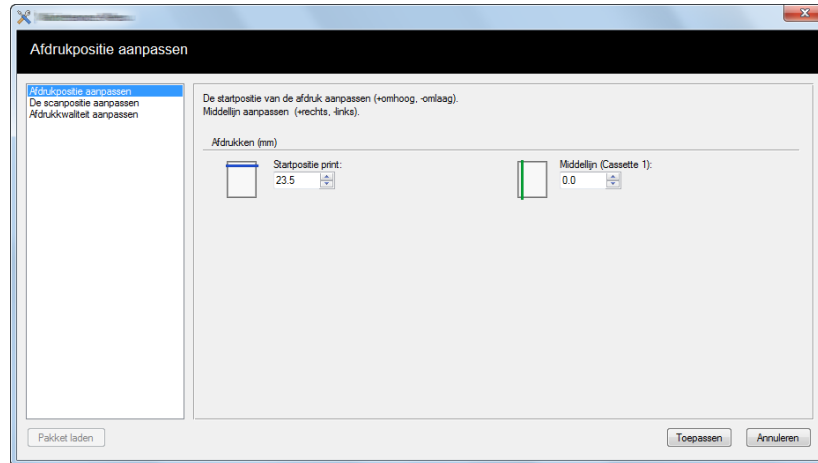 Afdrukpositie aanpassen
Afdrukpositie aanpassen
De scanpositie aanpassen
Afdrukkwaliteit aanpassen
De startpositie van de afdruk aanpassen (+omhoog, -omlaag).
Middellijn aanpassen (+rechts, -links).
Afdrukken (mm)
Startpositie print:
23.5
Middellijn (Cassette 1):
0.0
Pakket laden
Toepassen
Annuleren